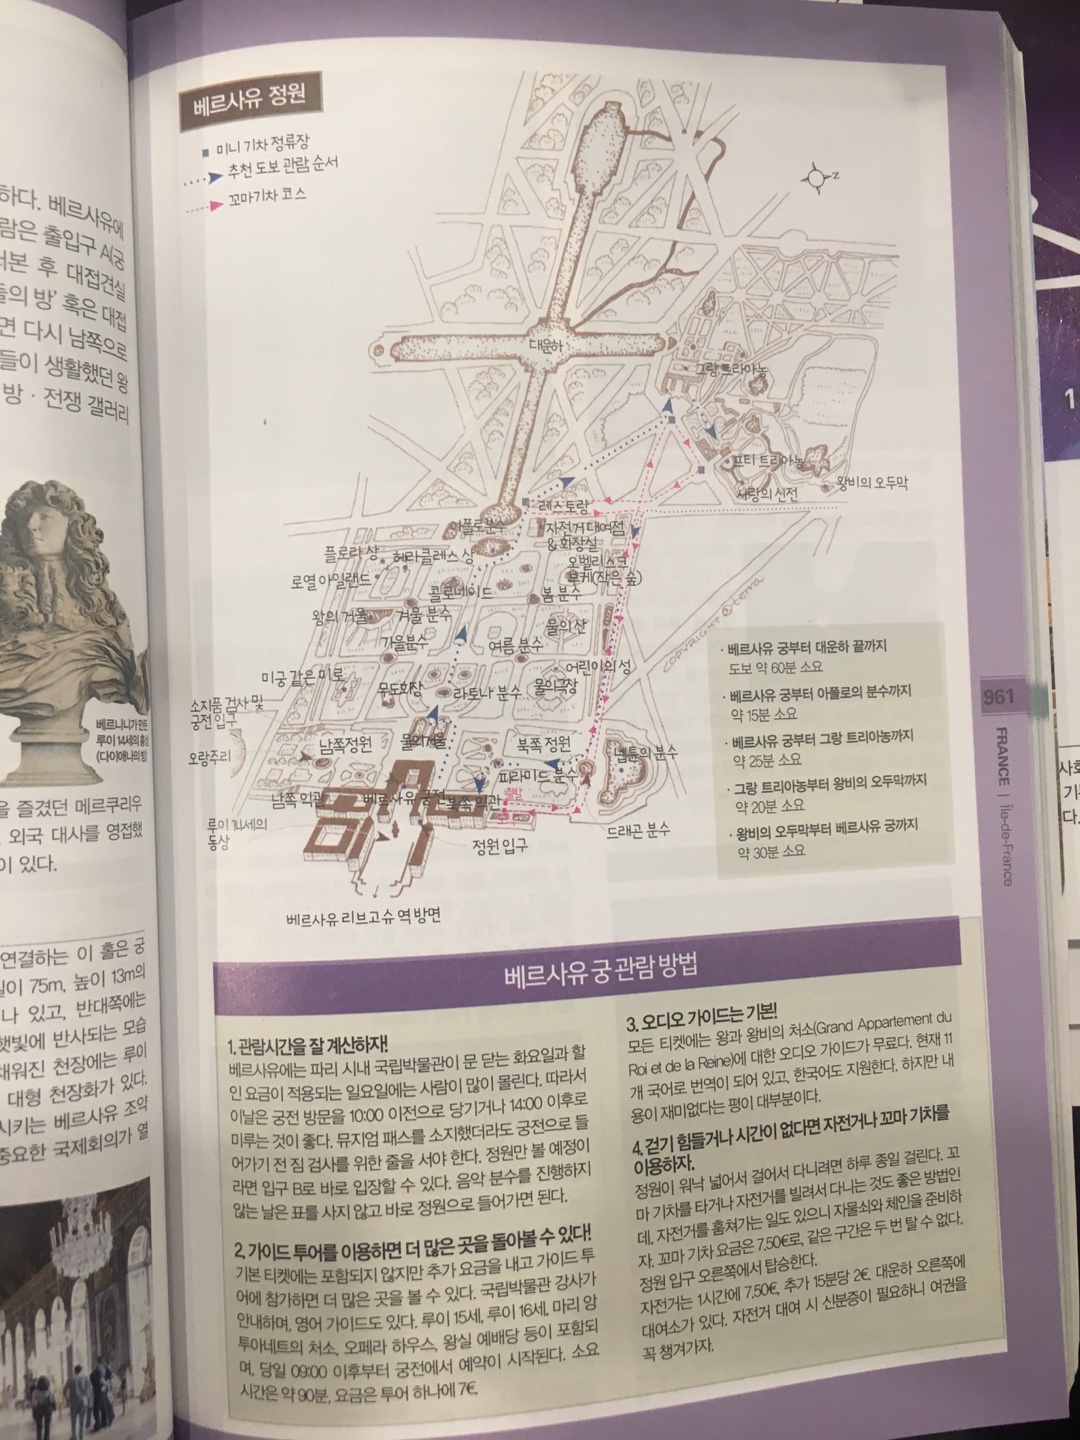 하다. 베르사유에
람은 출입구 A(궁
러본 후 대접견실
들의 방' 혹은 대접
면 다시 남쪽으로
들이 생활했던 왕
방 · 전쟁 갤러리
베르니니가 만든
루이 14세의 흉상
(다이애나의 방)
을 즐겼던 메르쿠리우
외국 대사를 영접했
이 있다.
연결하는 이 홀은 궁
길이 75m, 높이 13m의
나 있고, 반대쪽에는
햇빛에 반사되는 모습
채워진 천장에는 루이
대형 천장화가 있다.
시키는 베르사유 조약
중요한 국제회의가 열
베르사유 정원
미니 기차 정류장
추천 도보 관람 순서
꼬마기차 코스
N
대운하
그랑 트리아농
프티 트리아농
사랑의 신전
왕비의 오두막
레스토랑
아폴로분수
자전거 대여점
& 화장실
플로라 상
헤라클레스 상
오벨리스크
로열 아일랜드
보케(작은 숲)
콜로네이드
봄 분수
왕의 거울
겨울 분수
물의 산
가을분수
여름 분수
어린이의 성
미궁 같은 미로
무도회장
라토나 분수
물의극장
소지품 검사 및
궁전 입구
오랑주리
남쪽정원
물의거울
북쪽 정원
넵튠의 분수
피라미드 분수
남쪽 익관
베르사유 궁전
북쪽 익관
출발
루이 14세의
동상
정원 입구
드래곤 분수
베르사유 리브고슈 역 방면
COPYRIGHT @ terra
· 베르사유 궁부터 대운하 끝까지
도보 약 60분 소요
· 베르사유 궁부터 아폴로의 분수까지
약 15분 소요
· 베르사유 궁부터 그랑 트리아농까지
약 25분 소요
· 그랑 트리아농부터 왕비의 오두막까지
약 20분 소요
· 왕비의 오두막부터 베르사유 궁까지
약 30분 소요
961
FRANCE | Île-de-France
베르사유 궁 관람 방법
1. 관람시간을 잘 계산하자!
베르사유에는 파리 시내 국립박물관이 문 닫는 화요일과 할
인 요금이 적용되는 일요일에는 사람이 많이 몰린다. 따라서
이날은 궁전 방문을 10:00 이전으로 당기거나 14:00 이후로
미루는 것이 좋다. 뮤지엄 패스를 소지했더라도 궁전으로 들
어가기 전 짐 검사를 위한 줄을 서야 한다. 정원만 볼 예정이
라면 입구 B로 바로 입장할 수 있다. 음악 분수를 진행하지
않는 날은 표를 사지 않고 바로 정원으로 들어가면 된다.
2. 가이드 투어를 이용하면 더 많은 곳을 돌아볼 수 있다!
기본 티켓에는 포함되지 않지만 추가 요금을 내고 가이드 투
어에 참가하면 더 많은 곳을 볼 수 있다. 국립박물관 강사가
안내하며, 영어 가이드도 있다. 루이 15세, 루이 16세, 마리 앙
투아네트의 처소, 오페라 하우스, 왕실 예배당 등이 포함되
며, 당일 09:00 이후부터 궁전에서 예약이 시작된다. 소요
시간은 약 90분, 요금은 투어 하나에 7€.
3. 오디오 가이드는 기본!
모든 티켓에는 왕과 왕비의 처소(Grand Appartement du
Roi et de la Reine)에 대한 오디오 가이드가 무료다. 현재 11
개 국어로 번역이 되어 있고, 한국어도 지원한다. 하지만 내
용이 재미없다는 평이 대부분이다.
4. 걷기 힘들거나 시간이 없다면 자전거나 꼬마 기차를
이용하자.
정원이 워낙 넓어서 걸어서 다니려면 하루 종일 걸린다. 꼬
마 기차를 타거나 자전거를 빌려서 다니는 것도 좋은 방법인
데, 자전거를 훔쳐가는 일도 있으니 자물쇠와 체인을 준비하
자. 꼬마 기차 요금은 7.50€로, 같은 구간은 두 번 탈 수 없다.
정원 입구 오른쪽에서 탑승한다.
자전거는 1시간에 7.50€, 추가 15분당 2€. 대운하 오른쪽에
대여소가 있다. 자전거 대여 시 신분증이 필요하니 여권을
꼭 챙겨가자.